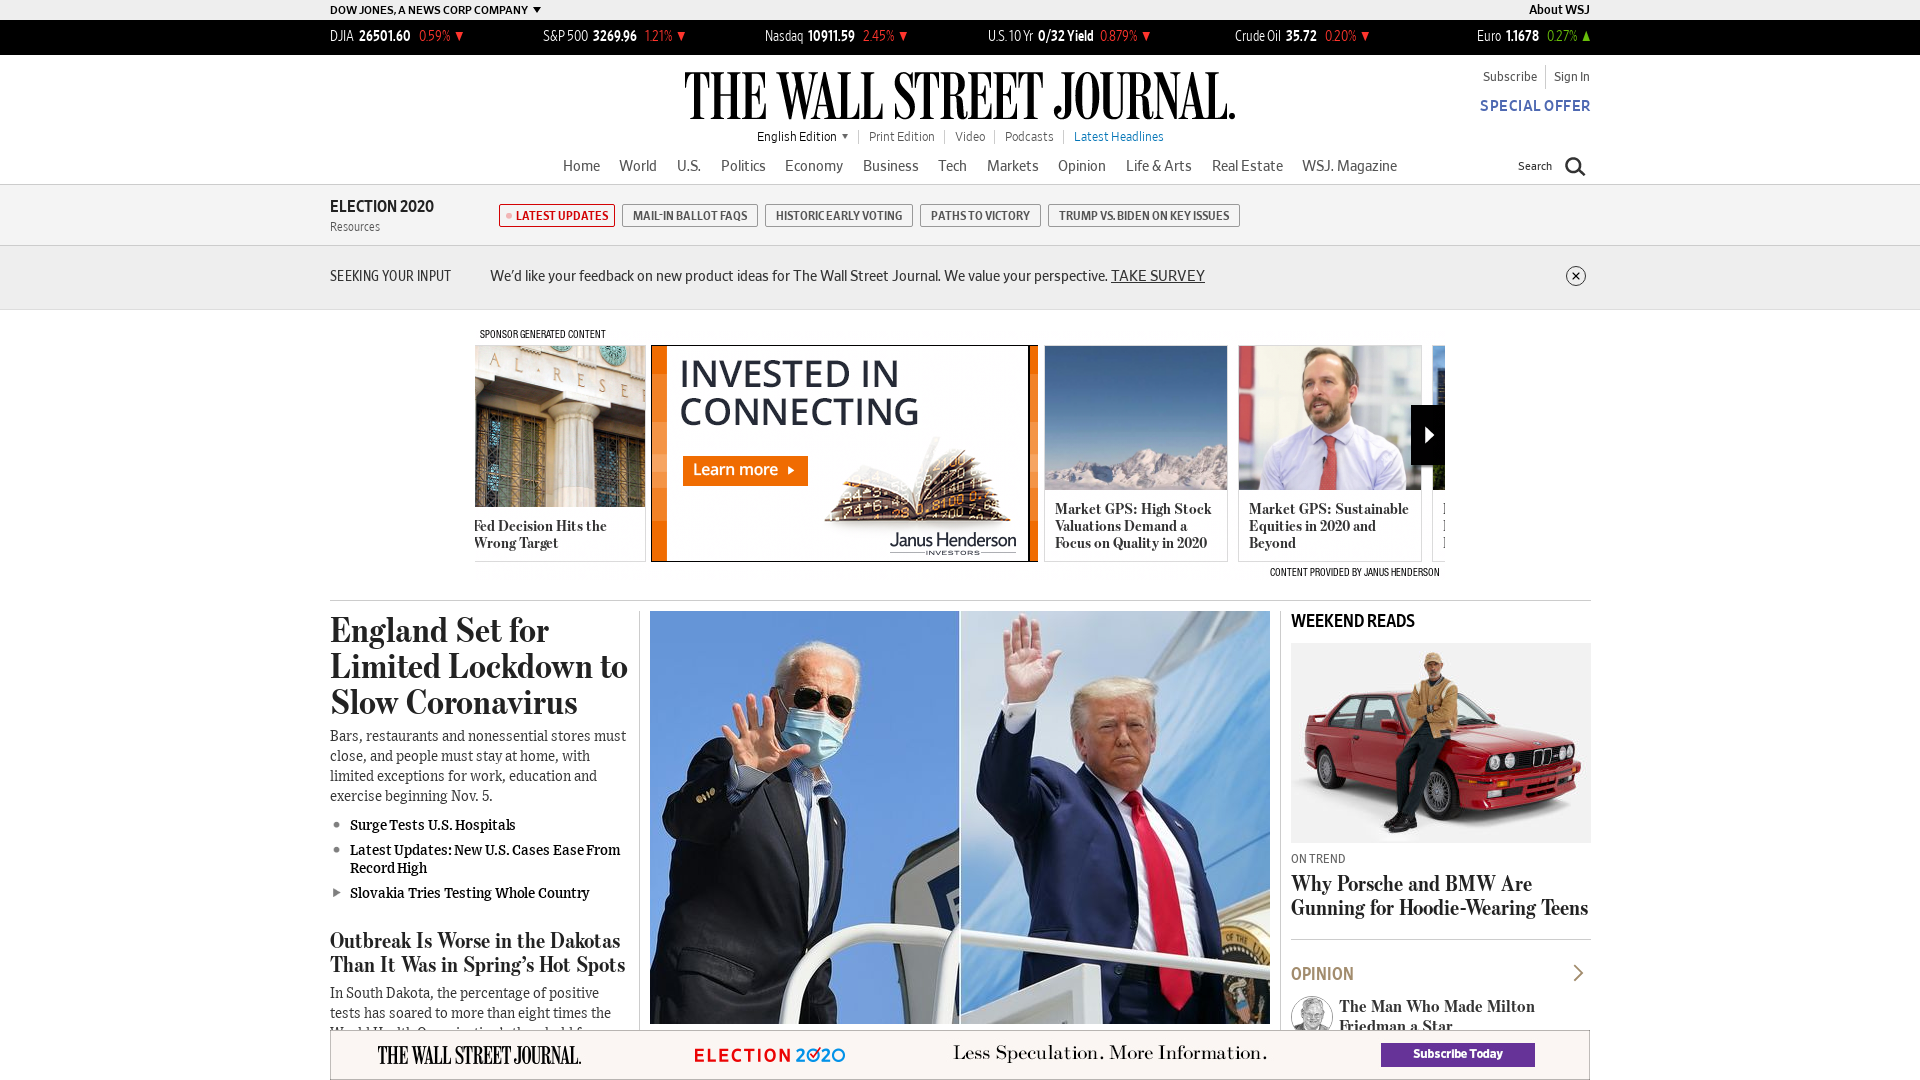 DOW JONES, A NEWS CORP COMPANY
About WSJ
DJIA 26501.60 0.59%
S&P 500 3269.96 1.21%
Nasdaq 10911.59 2.45%
U.S. 10 Yr 0/32 Yield 0.879%
Crude Oil 35.72 0.20%
Euro 1.1678 0.27%
THE WALL STREET JOURNAL.
Subscribe
Sign In
SPECIAL OFFER
English Edition
Print Edition
Video
Podcasts
Latest Headlines
Home World U.S. Politics Economy Business Tech Markets Opinion Life & Arts Real Estate WSJ. Magazine
Search
ELECTION 2020
Resources
LATEST UPDATES
MAIL-IN BALLOT FAQS
HISTORIC EARLY VOTING
PATHS TO VICTORY
TRUMP VS. BIDEN ON KEY ISSUES
SEEKING YOUR INPUT
We’d like your feedback on new product ideas for The Wall Street Journal. We value your perspective. TAKE SURVEY
SPONSOR GENERATED CONTENT
Fed Decision Hits the
Wrong Target
INVESTED IN
CONNECTING
Learn more
Janus Henderson
INVESTORS
Market GPS: High Stock
Valuations Demand a
Focus on Quality in 2020
Market GPS: Sustainable
Equities in 2020 and
Beyond
CONTENT PROVIDED BY JANUS HENDERSON
England Set for
Limited Lockdown to
Slow Coronavirus
Bars, restaurants and nonessential stores must
close, and people must stay at home, with
limited exceptions for work, education and
exercise beginning Nov. 5.
Surge Tests U.S. Hospitals
Latest Updates: New U.S. Cases Ease From
Record High
Slovakia Tries Testing Whole Country
Outbreak Is Worse in the Dakotas
Than It Was in Spring’s Hot Spots
In South Dakota, the percentage of positive
tests has soared to more than eight times the
WEEKEND READS
ON TREND
Why Porsche and BMW Are
Gunning for Hoodie-Wearing Teens
OPINION
The Man Who Made Milton
Friedman a Star
THE WALL STREET JOURNAL.
ELECTION 2020
Less Speculation. More Information.
Subscribe Today